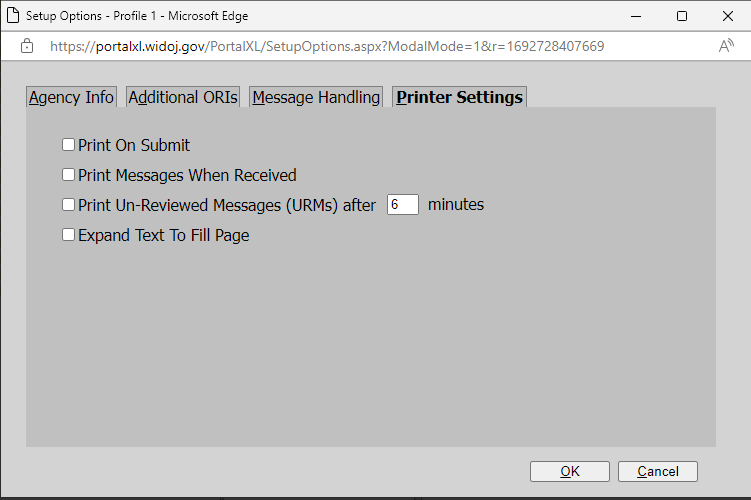 Setup Options - Profile 1 - Microsoft Edge
https://portalxl.widoj.gov/PortalXL/SetupOptions.aspx?ModalMode=1&r=1692728407669
Agency Info Additional ORIs Message Handling Printer Settings
Print On Submit
Print Messages When Received
Print Un-Reviewed Messages (URMs) after 6 minutes
Expand Text To Fill Page
OK Cancel